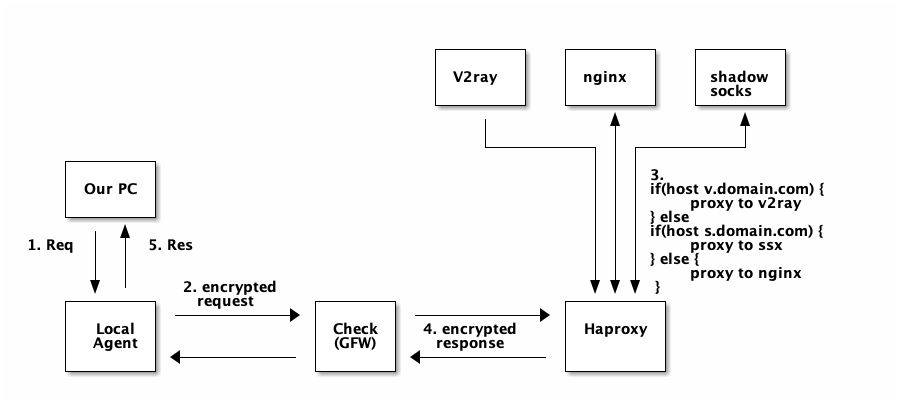 V2ray
nginx
shadow
socks
Our PC
1. Req
5. Res
3.
if(host v.domain.com) {
proxy to v2ray
} else
if(host s.domain.com) {
proxy to ssx
} else {
proxy to nginx
}
2. encrypted
request
Local
Agent
Check
(GFW)
4. encrypted
response
Haproxy